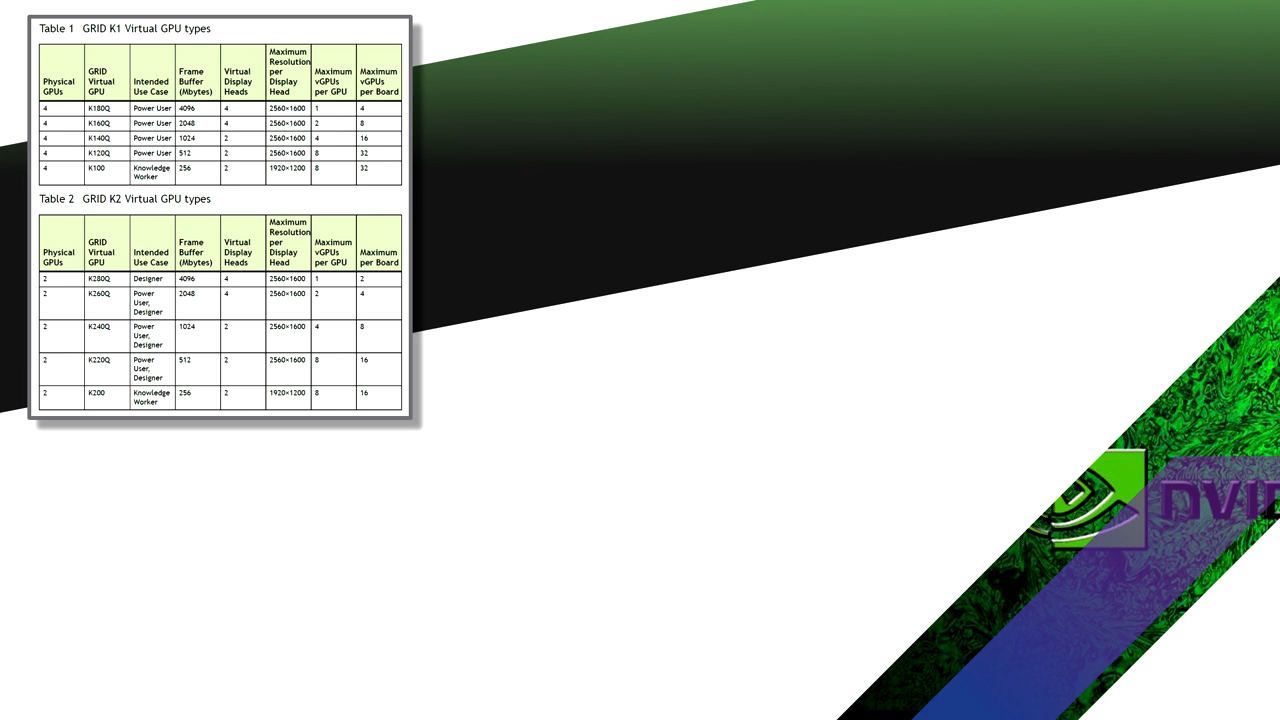 Table 1 GRID K1 Virtual GPU types
Physical GPUs GRID Virtual GPU Intended Use Case Frame Buffer (Mbytes) Virtual Display Heads Maximum Resolution per Display Head Maximum vGPUs per GPU Maximum vGPUs per Board
4 K180Q Power User 4096 4 2560×1600 1 4
4 K160Q Power User 2048 4 2560×1600 2 8
4 K140Q Power User 1024 2 2560×1600 4 16
4 K120Q Power User 512 2 2560×1600 8 32
4 K100 Knowledge Worker 256 2 1920×1200 8 32
Table 2 GRID K2 Virtual GPU types
Physical GPUs GRID Virtual GPU Intended Use Case Frame Buffer (Mbytes) Virtual Display Heads Maximum Resolution per Display Head Maximum vGPUs per GPU Maximum per Board
2 K280Q Designer 4096 4 2560×1600 1 2
2 K260Q Power User, Designer 2048 4 2560×1600 2 4
2 K240Q Power User, Designer 1024 2 2560×1600 4 8
2 K220Q Power User, Designer 512 2 2560×1600 8 16
2 K200 Knowledge Worker 256 2 1920×1200 8 16